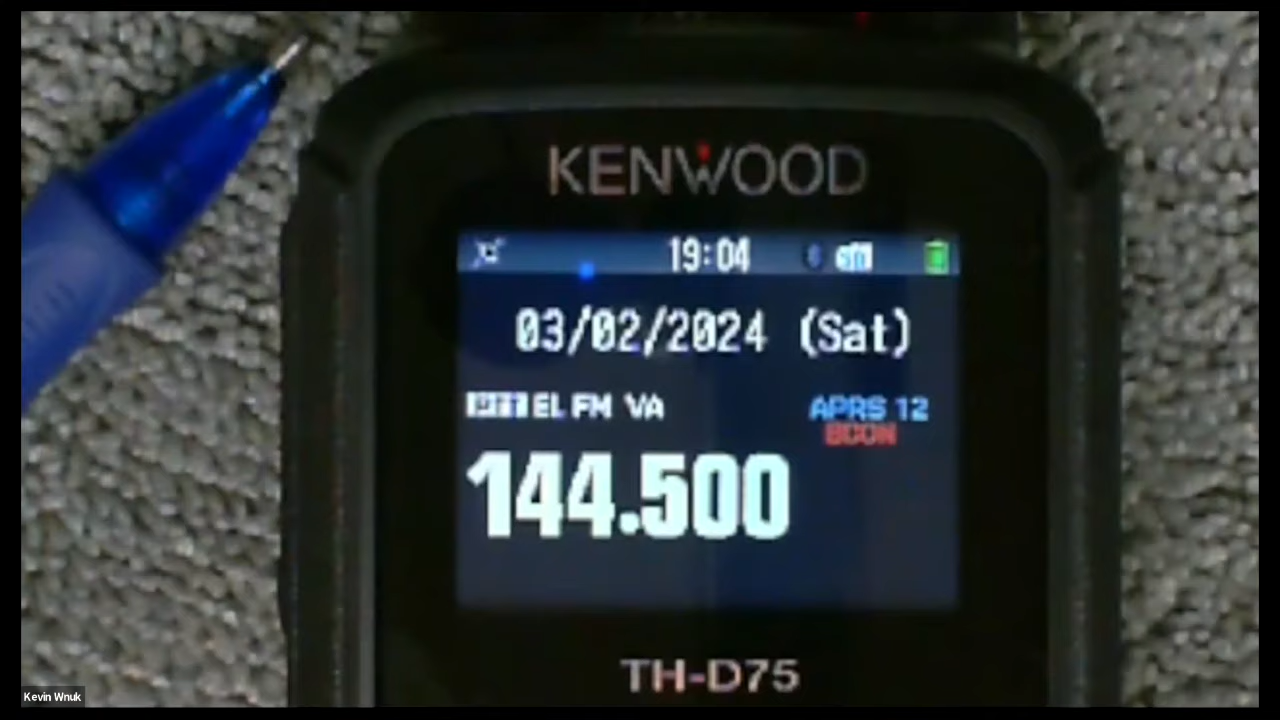 KENWOOD
19:04
03/02/2024 (Sat)
EL FM VA
APRS 12
BCON
144.500
TH-D75
Kevin Wnuk